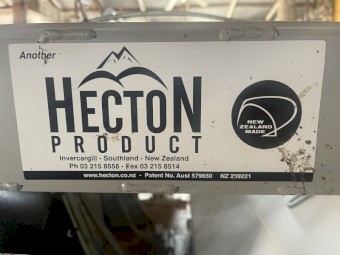 Another
HECTON
PRODUCT
Invercargill - Southland - New Zealand
Ph 03 215 8558 - Fax 03 215 8514
www.hecton.co.nz - Patent No. Aust 579650 NZ 239221
NEW
ZEALAND
MADE